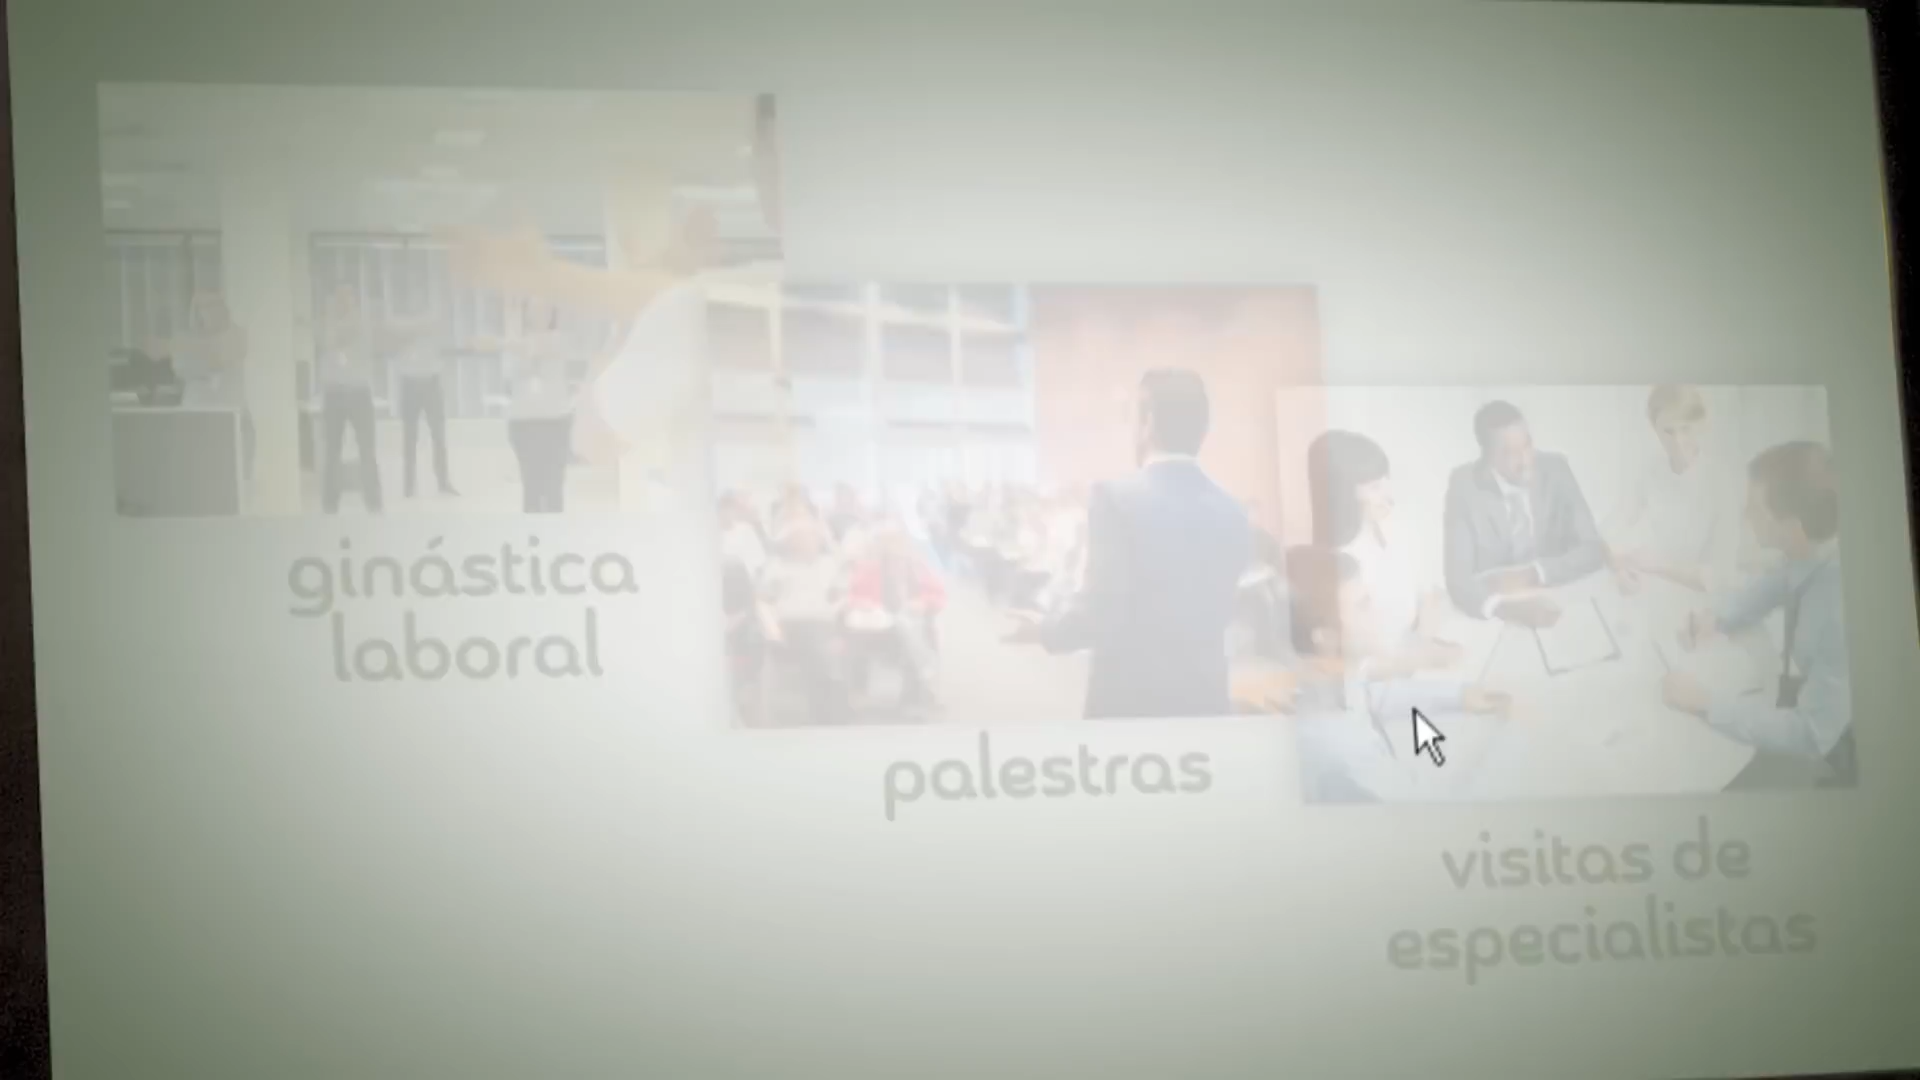 ginástica
laboral
palestras
visitas de
especialistas